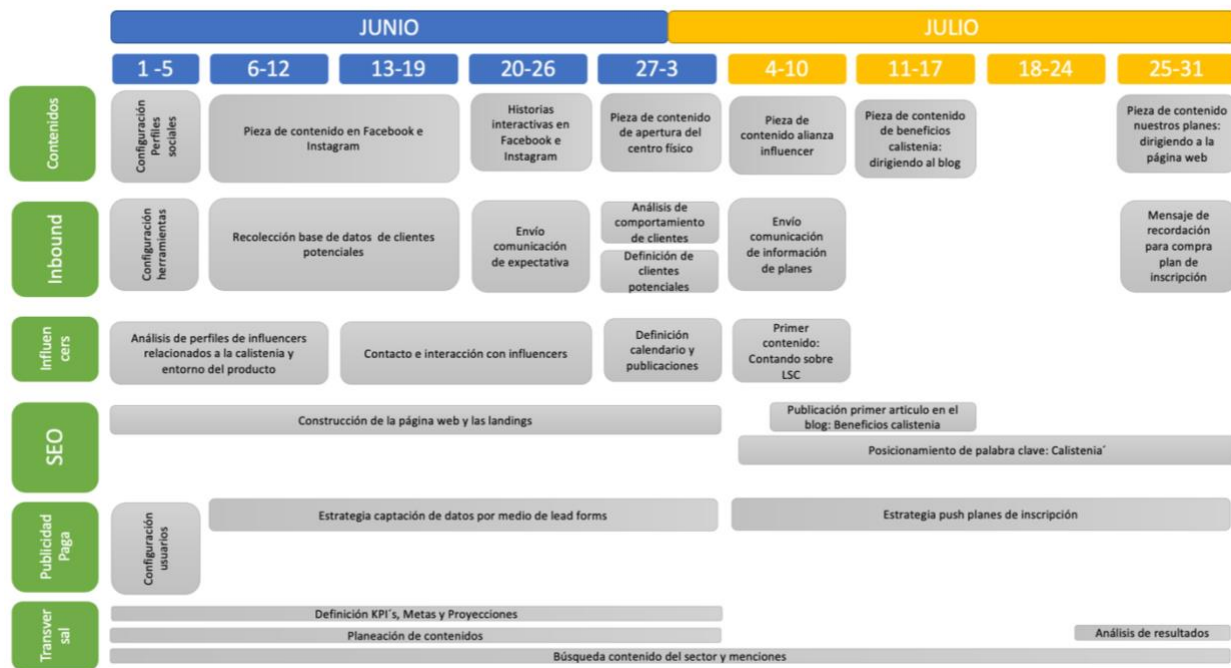 JUNIO
JULIO
1 -5
6-12
13-19
20-26
27-3
4-10
11-17
18-24
25-31
Contenidos
Configuración
Perfiles
sociales
Pieza de contenido en Facebook e
Instagram
Historias
interactivas en
Facebook e
Instagram
Pieza de contenido
de apertura del
centro físico
Pieza de
contenido alianza
influencer
Pieza de contenido
de beneficios
calistenia:
dirigiendo al blog
Pieza de contenido
nuestros planes:
dirigiendo a la
página web
Inbound
Configuración
herramientas
Recolección base de datos de clientes
potenciales
Envío
comunicación
de expectativa
Análisis de
comportamiento
de clientes
Definición de
clientes
potenciales
Envío
comunicación
de información
de planes
Mensaje de
recordación
para compra
plan de
inscripción
Influen
cers
Análisis de perfiles de influencers
relacionados a la calistenia y
entorno del producto
Contacto e interacción con influencers
Definición
calendario y
publicaciones
Primer
contenido:
Contando sobre
LSC
SEO
Construcción de la página web y las landings
Publicación primer articulo en el
blog: Beneficios calistenia
Posicionamiento de palabra clave: Calistenia´
Publicidad
Paga
Configuración
usuarios
Estrategia captación de datos por medio de lead forms
Estrategia push planes de inscripción
Transver
sal
Definición KPI´s, Metas y Proyecciones
Planeación de contenidos
Análisis de resultados
Búsqueda contenido del sector y menciones